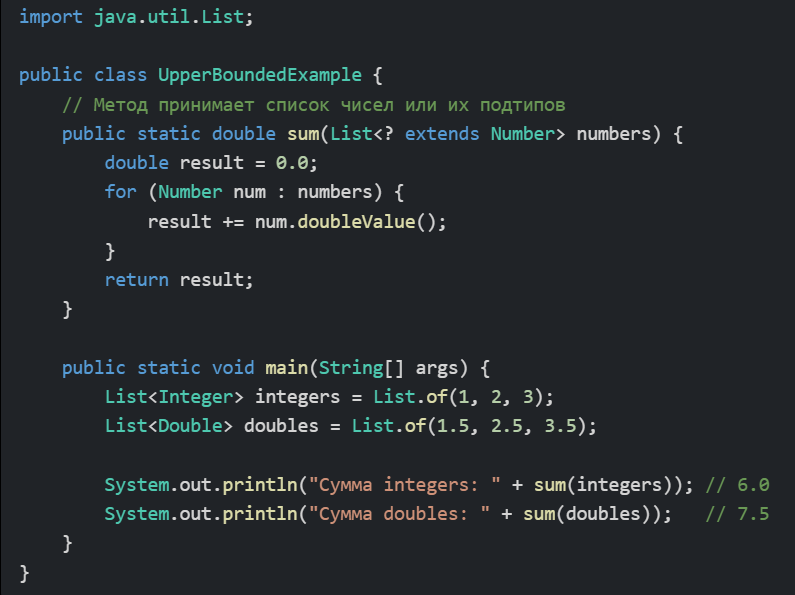 import java.util.List;
public class UpperBoundedExample {
// Метод принимает список чисел или их подтипов
public static double sum(List<? extends Number> numbers) {
double result = 0.0;
for (Number num : numbers) {
result += num.doubleValue();
}
return result;
}
public static void main(String[] args) {
List<Integer> integers = List.of(1, 2, 3);
List<Double> doubles = List.of(1.5, 2.5, 3.5);
System.out.println("Сумма integers: " + sum(integers)); // 6.0
System.out.println("Сумма doubles: " + sum(doubles));   // 7.5
}
}